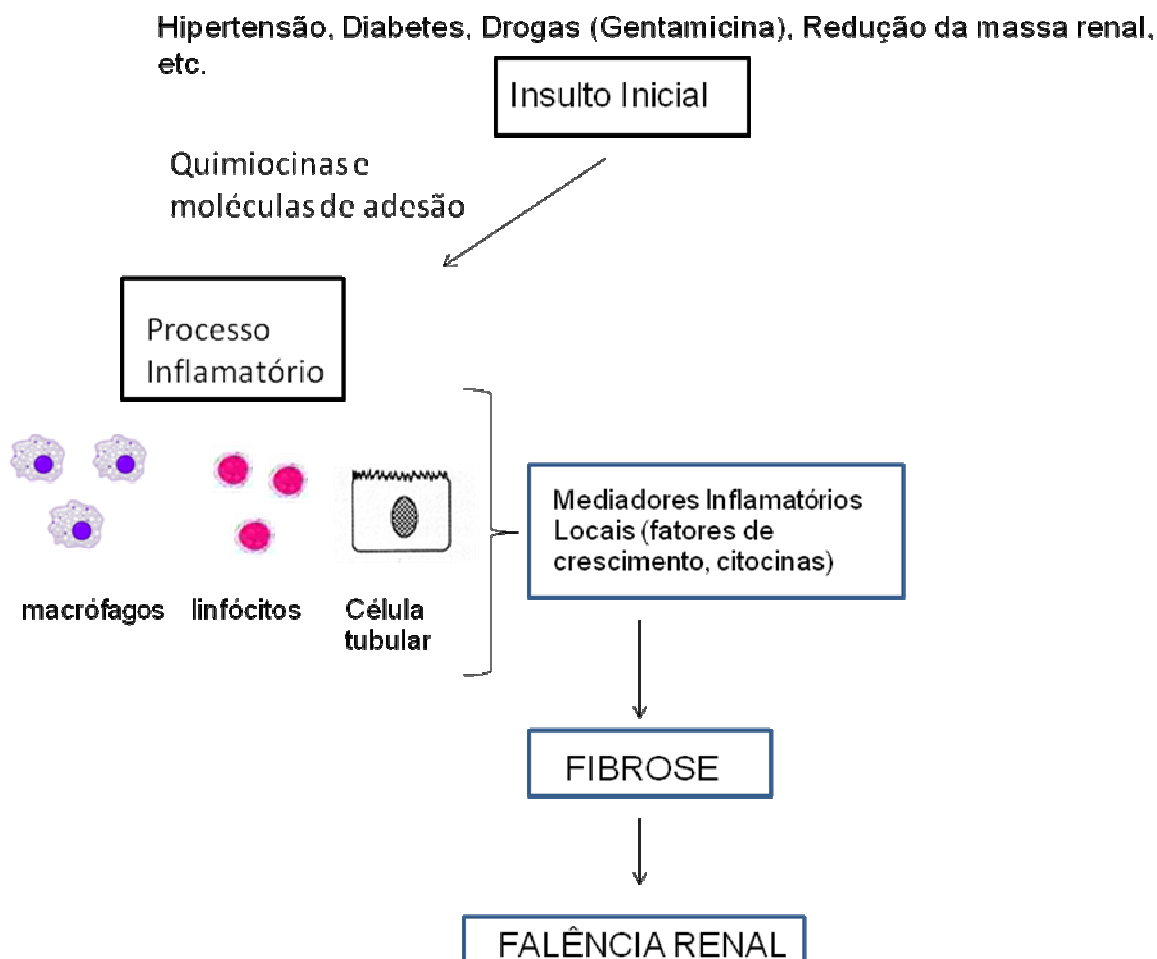 Hipertensão, Diabetes, Drogas (Gentamicina), Redução da massa renal,
etc.
Insulto Inicial
Quimiocinas e
moléculas de adesão
Processo
Inflamatório
Mediadores Inflamatórios
Locais (fatores de
crescimento, citocinas)
macrófagos
linfócitos
Célula
tubular
FIBROSE
FALÊNCIA RENAL